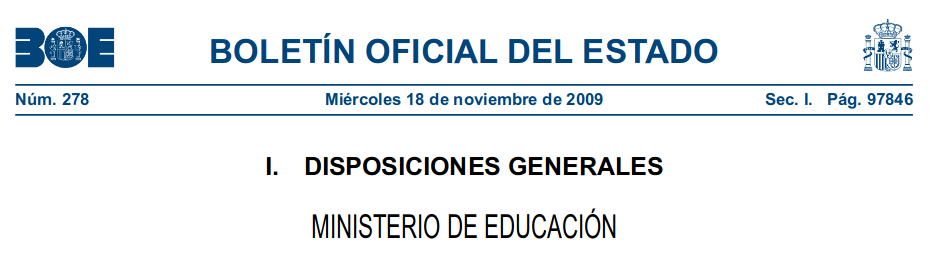 BOE BOLETÍN OFICIAL DEL ESTADO
Núm. 278 Miércoles 18 de noviembre de 2009 Sec. I. Pág. 97846
I. DISPOSICIONES GENERALES
MINISTERIO DE EDUCACIÓN